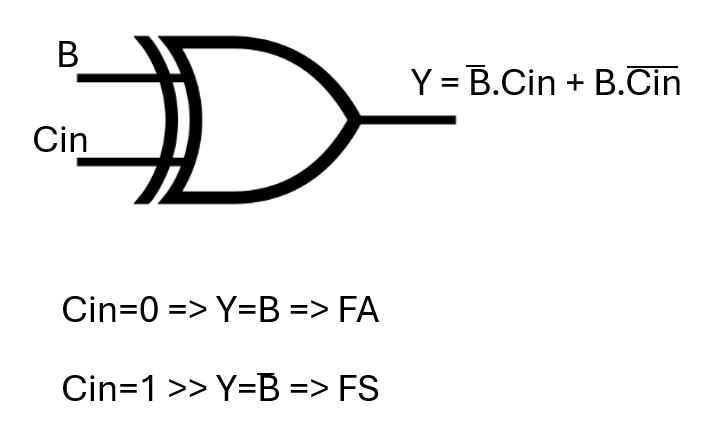 B
Y = B̅.Cin + B.C̅i̅n̅
Cin
Cin=0 => Y=B => FA
Cin=1 >> Y=B̅ => FS